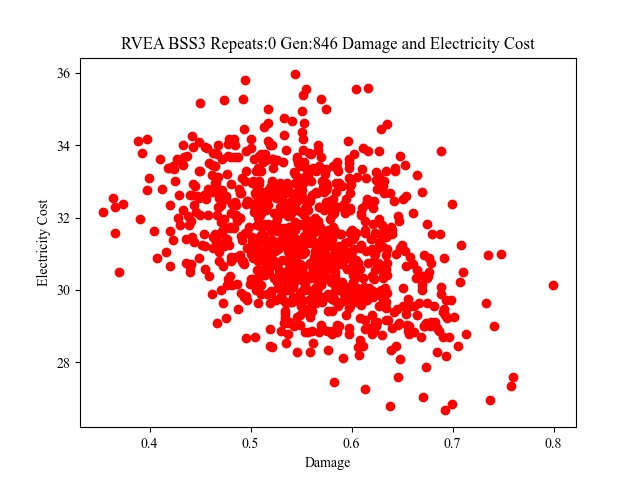 RVEA BSS3 Repeats:0 Gen:846 Damage and Electricity Cost
36
34
32
30
28
Electricity Cost
0.4 0.5 0.6 0.7 0.8
Damage